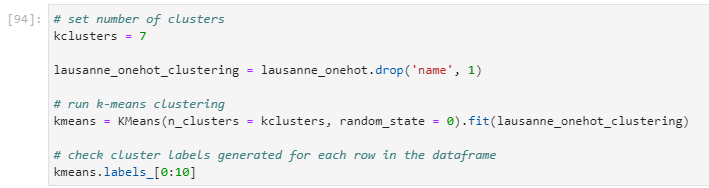 [94]: # set number of clusters
kclusters = 7
lausanne_onehot_clustering = lausanne_onehot.drop('name', 1)
# run k-means clustering
kmeans = KMeans(n_clusters = kclusters, random_state = 0).fit(lausanne_onehot_clustering)
# check cluster labels generated for each row in the dataframe
kmeans.labels_[0:10]